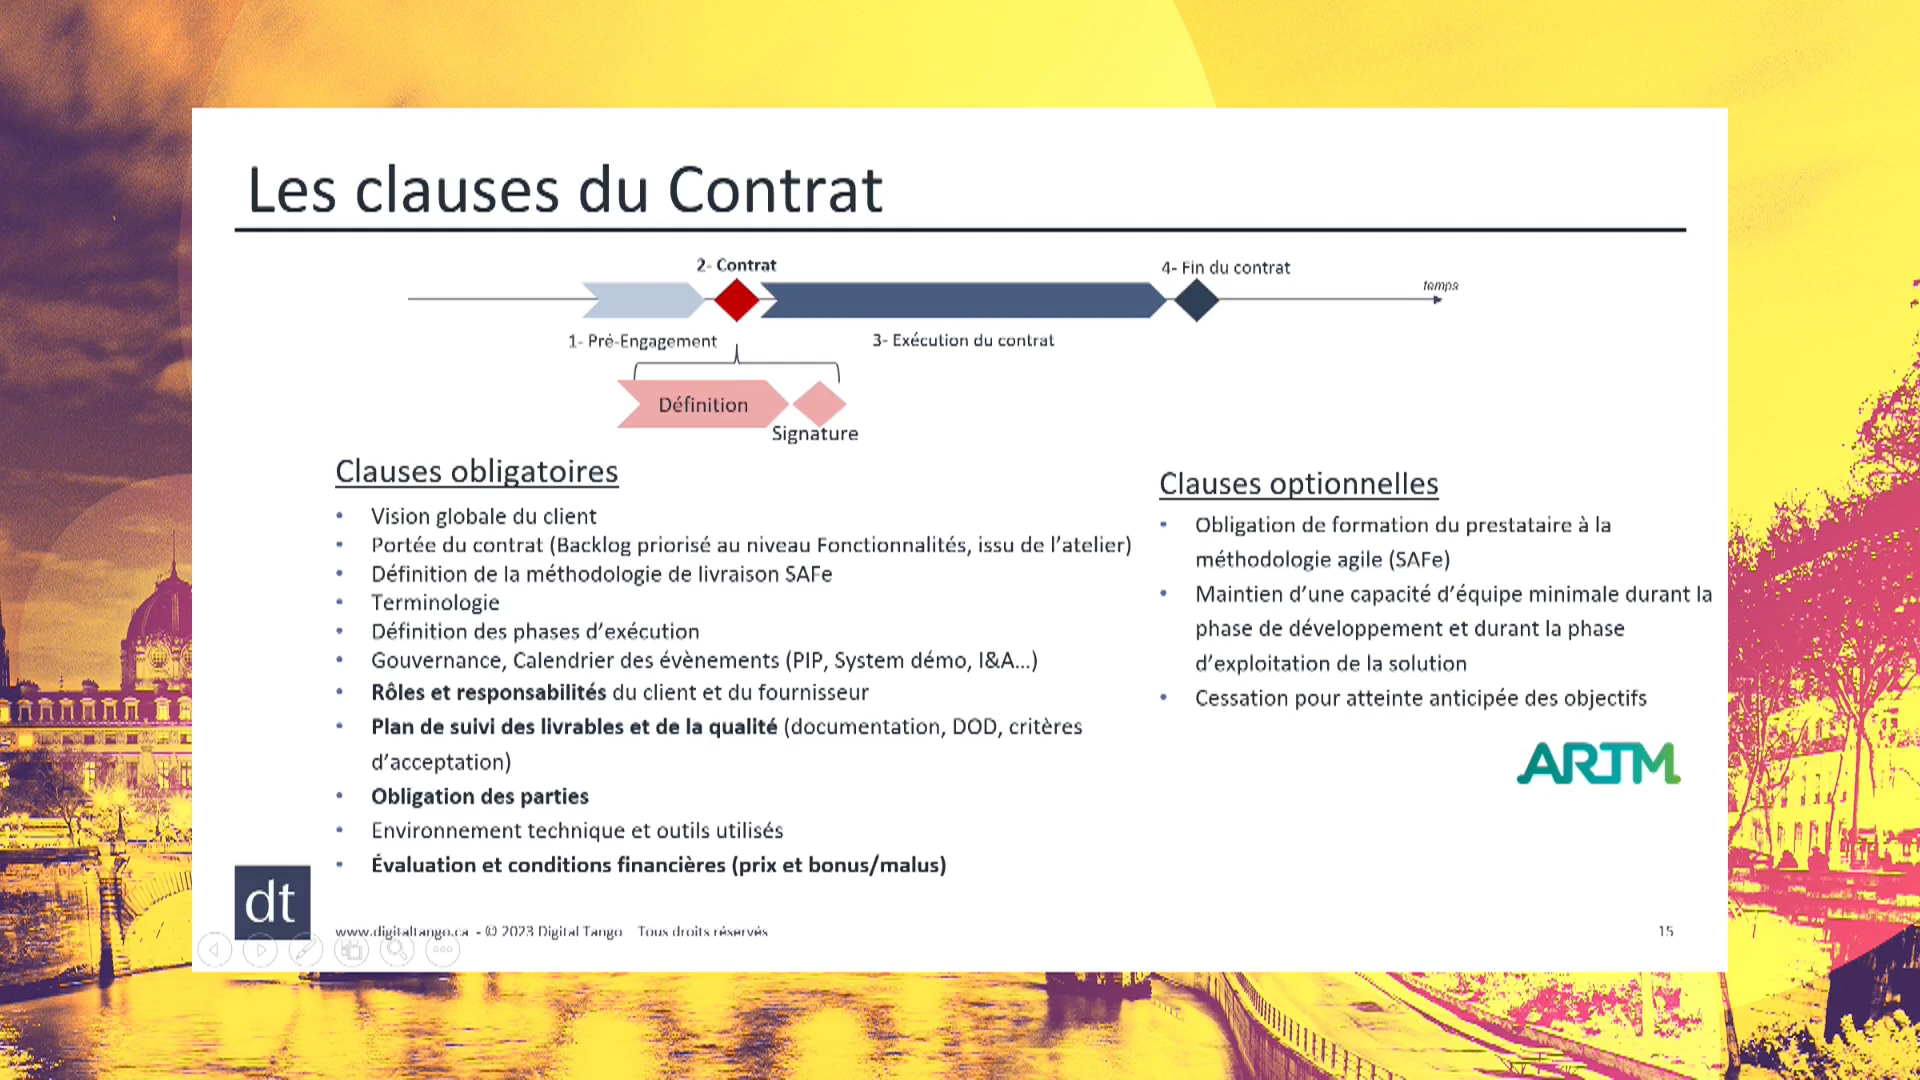 Les clauses du Contrat
2- Contrat
4- Fin du contrat
temps
1- Pré-Engagement
3- Exécution du contrat
Définition
Signature
Clauses obligatoires
• Vision globale du client
• Portée du contrat (Backlog priorisé au niveau Fonctionnalités, issu de l'atelier)
• Définition de la méthodologie de livraison SAFe
• Terminologie
• Définition des phases d'exécution
• Gouvernance, Calendrier des évènements (PIP, System démo, I&A...)
• Rôles et responsabilités du client et du fournisseur
• Plan de suivi des livrables et de la qualité (documentation, DOD, critères
d'acceptation)
• Obligation des parties
• Environnement technique et outils utilisés
• Évaluation et conditions financières (prix et bonus/malus)
Clauses optionnelles
• Obligation de formation du prestataire à la
méthodologie agile (SAFe)
• Maintien d'une capacité d'équipe minimale durant la
phase de développement et durant la phase
d'exploitation de la solution
• Cessation pour atteinte anticipée des objectifs
ARTM
dt
www.digitaltango.ca - © 2023 Digital Tango Tous droits réservés
15